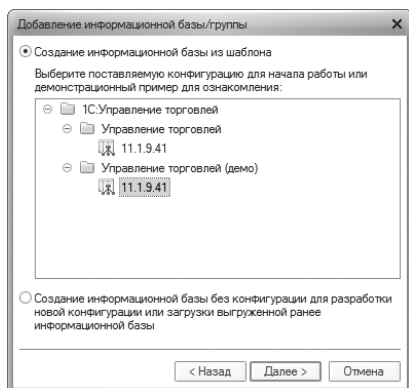 Добавление информационной базы/группы
Создание информационной базы из шаблона
Выберите поставляемую конфигурацию для начала работы или
демонстрационный пример для ознакомления:
1С:Управление торговлей
Управление торговлей
11.1.9.41
Управление торговлей (демо)
11.1.9.41
Создание информационной базы без конфигурации для разработки
новой конфигурации или загрузки выгруженной ранее
информационной базы
< Назад Далее > Отмена